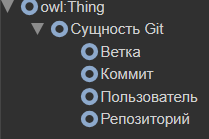 owl:Thing
Сущность Git
Ветка
Коммит
Пользователь
Репозиторий